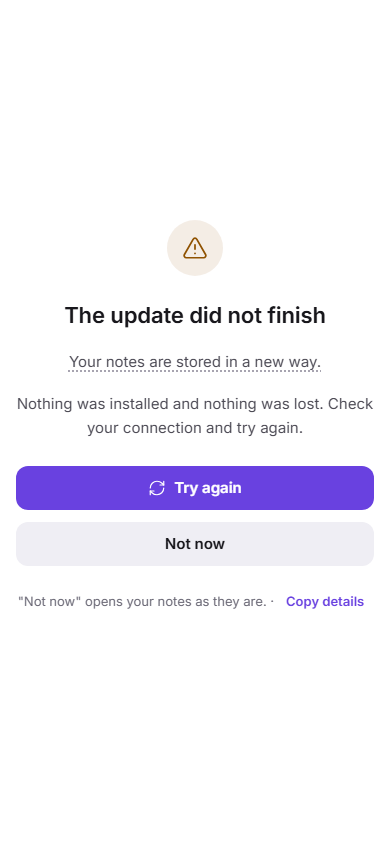 The update did not finish
Your notes are stored in a new way.
Nothing was installed and nothing was lost. Check
your connection and try again.
Try again
Not now
"Not now" opens your notes as they are. · Copy details